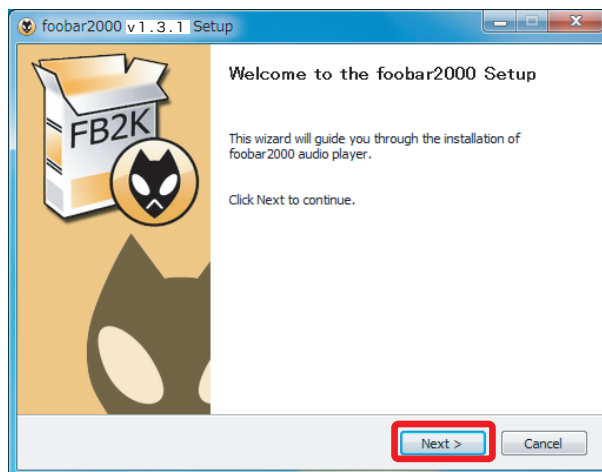 foobar2000 v1.3.1 Setup
FB2K
Welcome to the foobar2000 Setup
This wizard will guide you through the installation of
foobar2000 audio player.
Click Next to continue.
Next >
Cancel